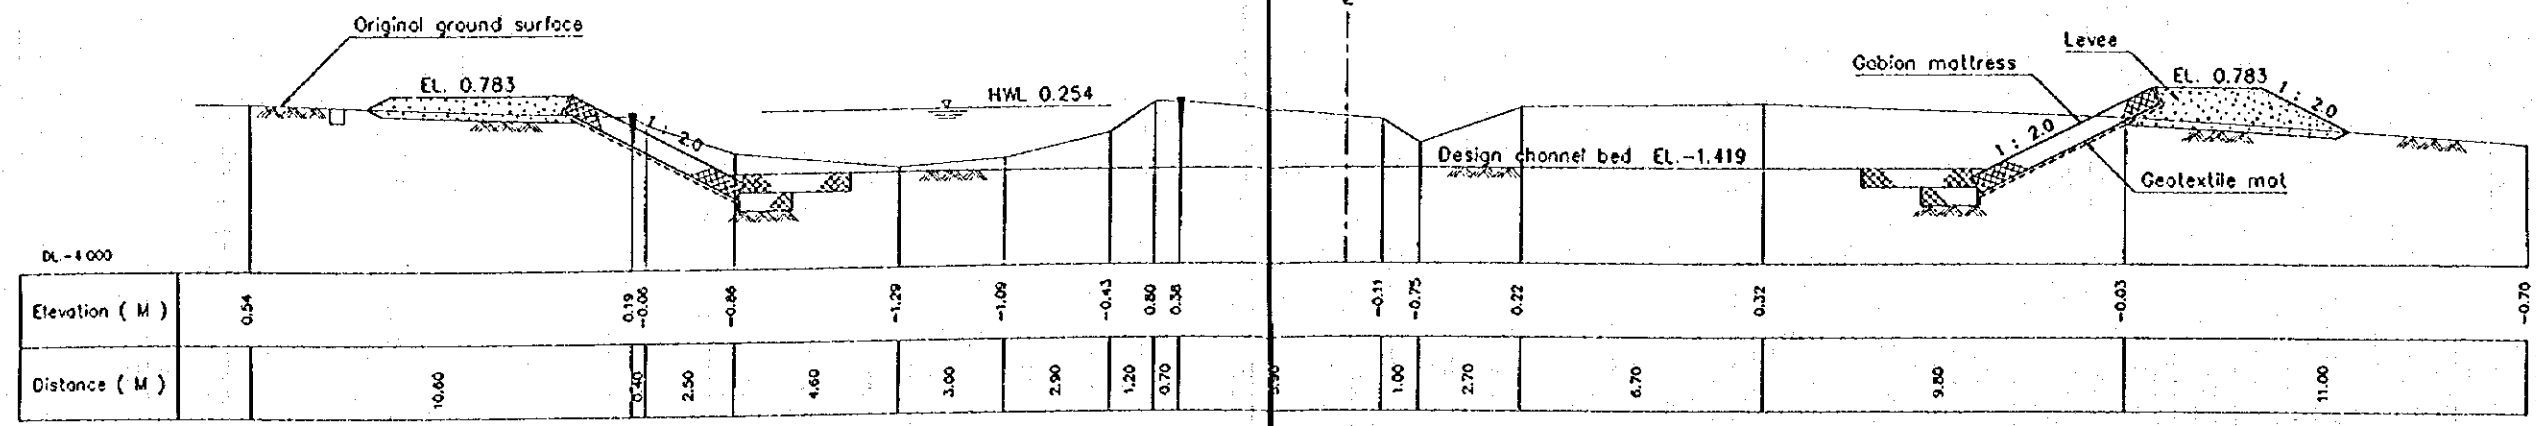 Original ground surface
Levee
Gabion mattress
EL. 0.783
EL. 0.783
1 : 2.0
HWL 0.254
1 : 2.0
1 : 2.0
Design channel bed EL.-1.419
Geotextile mat
DL -4.000
Elevation ( M ) 0.54 0.19 -0.06 -0.86 -1.29 -1.09 -0.43 0.80 0.38 -0.11 -0.75 0.22 0.32 -0.03 -0.70
Distance ( M ) 10.60 0.40 2.50 4.60 3.00 2.90 1.20 0.70 1.00 2.70 6.70 9.80 11.00